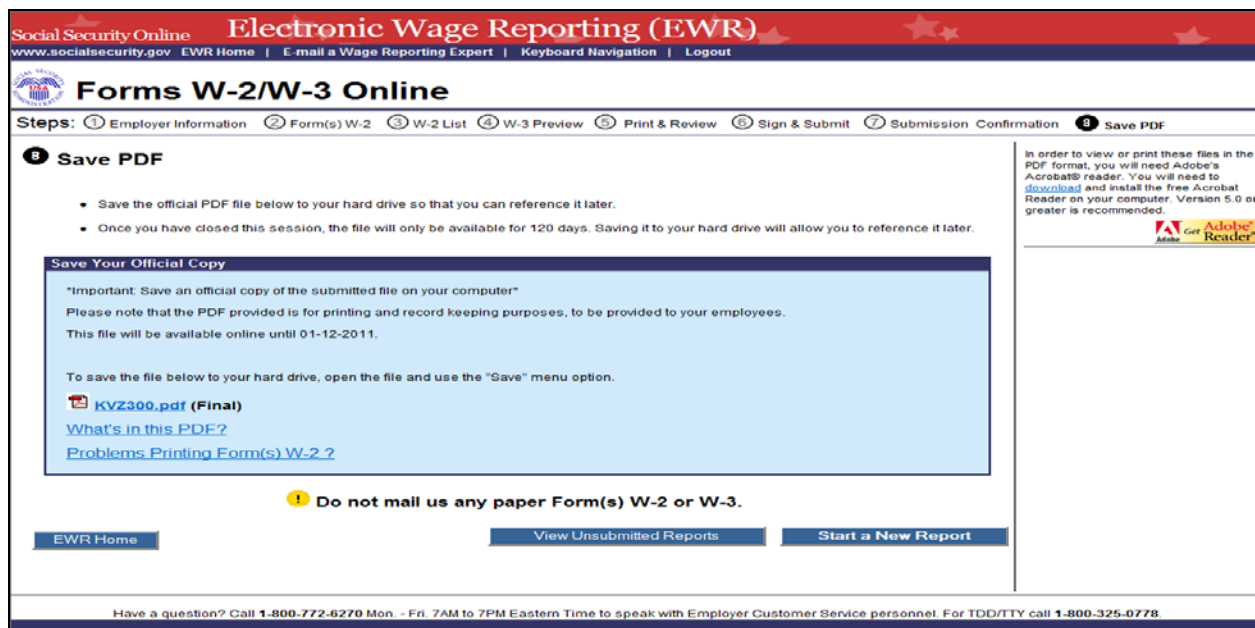 Social Security Online Electronic Wage Reporting (EWR)
www.socialsecurity.gov EWR Home | E-mail a Wage Reporting Expert | Keyboard Navigation | Logout
SOCIAL SECURITY ADMINISTRATION
USA
Forms W-2/W-3 Online
Steps: 1 Employer Information 2 Form(s) W-2 3 W-2 List 4 W-3 Preview 5 Print & Review 6 Sign & Submit 7 Submission Confirmation 8 Save PDF
8 Save PDF
• Save the official PDF file below to your hard drive so that you can reference it later.
• Once you have closed this session, the file will only be available for 120 days. Saving it to your hard drive will allow you to reference it later.
Save Your Official Copy
*Important: Save an official copy of the submitted file on your computer*
Please note that the PDF provided is for printing and record keeping purposes, to be provided to your employees.
This file will be available online until 01-12-2011.
To save the file below to your hard drive, open the file and use the "Save" menu option.
KVZ300.pdf (Final)
What's in this PDF?
Problems Printing Form(s) W-2 ?
! Do not mail us any paper Form(s) W-2 or W-3.
EWR Home View Unsubmitted Reports Start a New Report
In order to view or print these files in the
PDF format, you will need Adobe's
Acrobat® reader. You will need to
download and install the free Acrobat
Reader on your computer. Version 5.0 or
greater is recommended.
Adobe Get Adobe® Reader®
Have a question? Call 1-800-772-6270 Mon. - Fri. 7AM to 7PM Eastern Time to speak with Employer Customer Service personnel. For TDD/TTY call 1-800-325-0778.